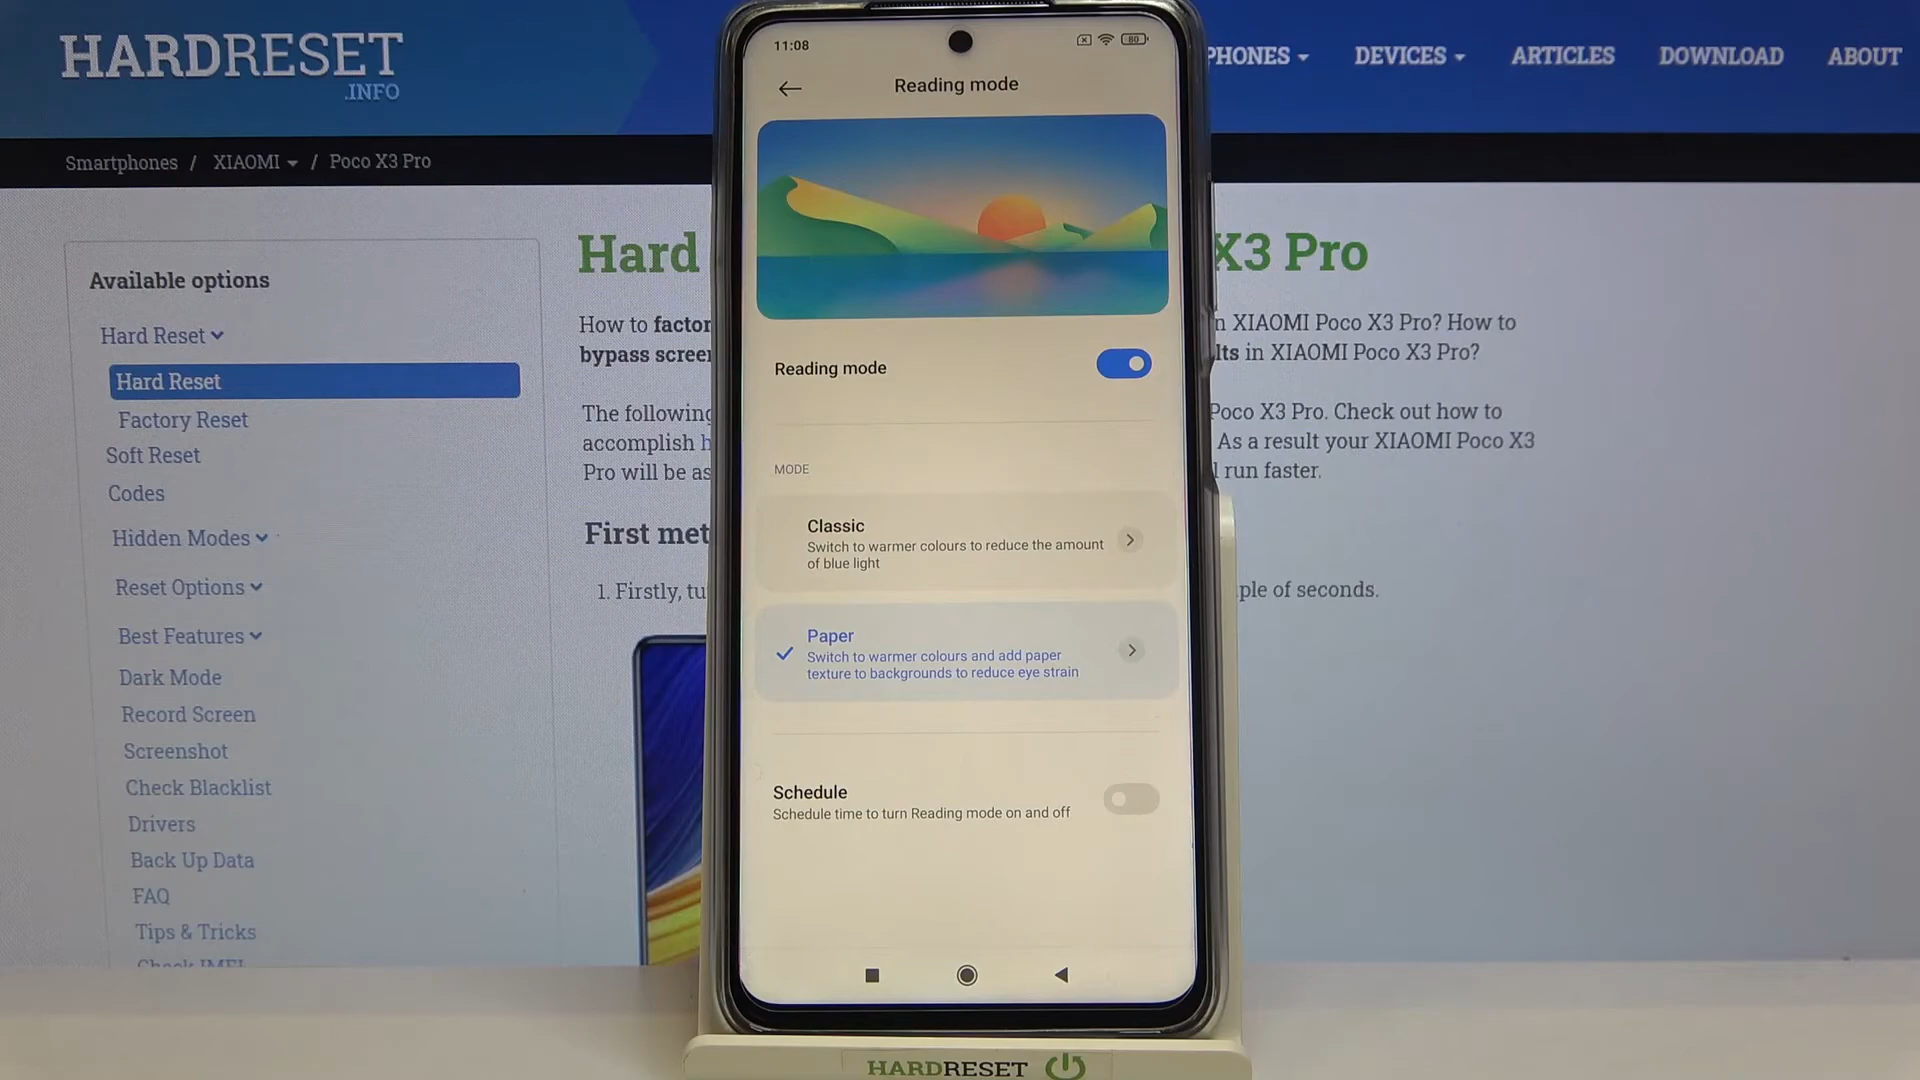 HARDRESET
.INFO
PHONES
DEVICES
ARTICLES
DOWNLOAD
ABOUT
Smartphones / XIAOMI / Poco X3 Pro
Available options
Hard Reset
Hard Reset
Factory Reset
Soft Reset
Codes
Hidden Modes
Reset Options
Best Features
Dark Mode
Record Screen
Screenshot
Check Blacklist
Drivers
Back Up Data
FAQ
Tips & Tricks
Check IMEI
Hard
X3 Pro
How to factor
n XIAOMI Poco X3 Pro? How to
bypass screen
lts in XIAOMI Poco X3 Pro?
The following
Poco X3 Pro. Check out how to
accomplish h
As a result your XIAOMI Poco X3
Pro will be as
l run faster.
First met
1. Firstly, tu
ple of seconds.
11:08
80
Reading mode
Reading mode
MODE
Classic
Switch to warmer colours to reduce the amount
of blue light
Paper
Switch to warmer colours and add paper
texture to backgrounds to reduce eye strain
Schedule
Schedule time to turn Reading mode on and off
HARDRESET